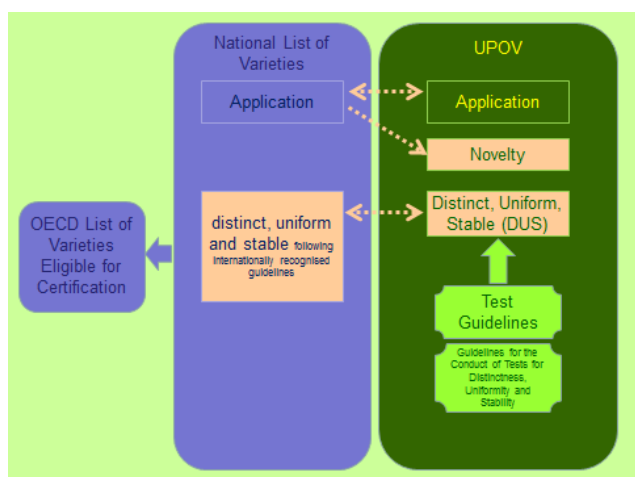 National List of
Varieties
Application
distinct, uniform
and stable following
internationally recognised
guidelines
OECD List of
Varieties
Eligible for
Certification
UPOV
Application
Novelty
Distinct, Uniform,
Stable (DUS)
Test
Guidelines
Guidelines for the
Conduct of Tests for
Distinctness,
Uniformity and
Stability